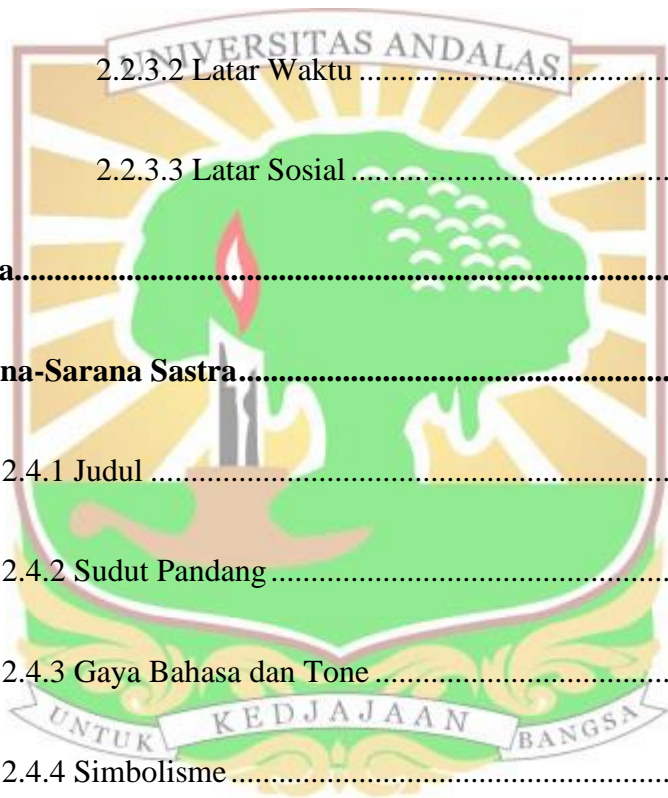 UNIVERSITAS ANDALAS
2.2.3.2 Latar Waktu ........................................
2.2.3.3 Latar Sosial ........................................
a................................................................................
na-Sarana Sastra......................................................
2.4.1 Judul ..................................................................
2.4.2 Sudut Pandang ..................................................
2.4.3 Gaya Bahasa dan Tone .....................................
UNTUK KEDJAJAAN BANGSA
2.4.4 Simbolisme .......................................................